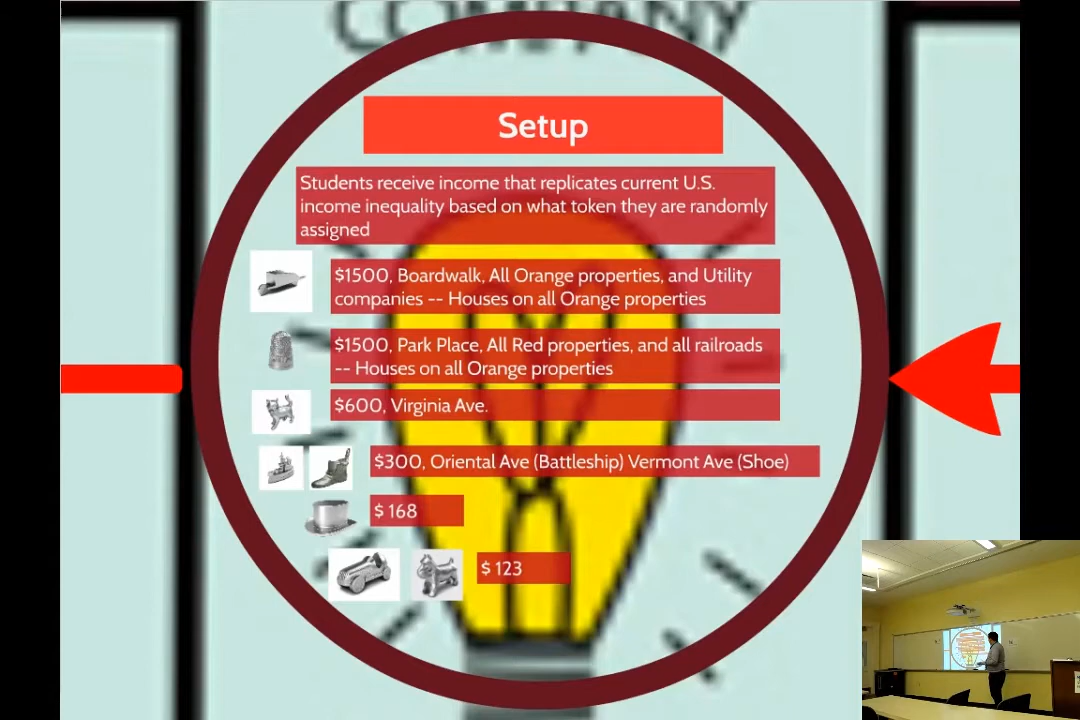 COMPANY
Setup
Students receive income that replicates current U.S.
income inequality based on what token they are randomly
assigned
$1500, Boardwalk, All Orange properties, and Utility
companies -- Houses on all Orange properties
$1500, Park Place, All Red properties, and all railroads
-- Houses on all Orange properties
$600, Virginia Ave.
$300, Oriental Ave (Battleship) Vermont Ave (Shoe)
$ 168
$ 123